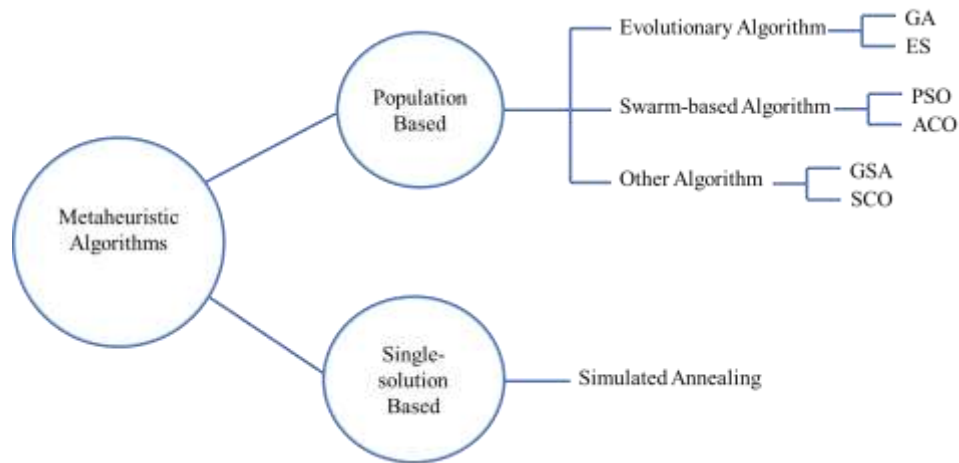 Metaheuristic
Algorithms
Population
Based
Evolutionary Algorithm
GA
ES
Swarm-based Algorithm
PSO
ACO
Other Algorithm
GSA
SCO
Single-
solution
Based
Simulated Annealing